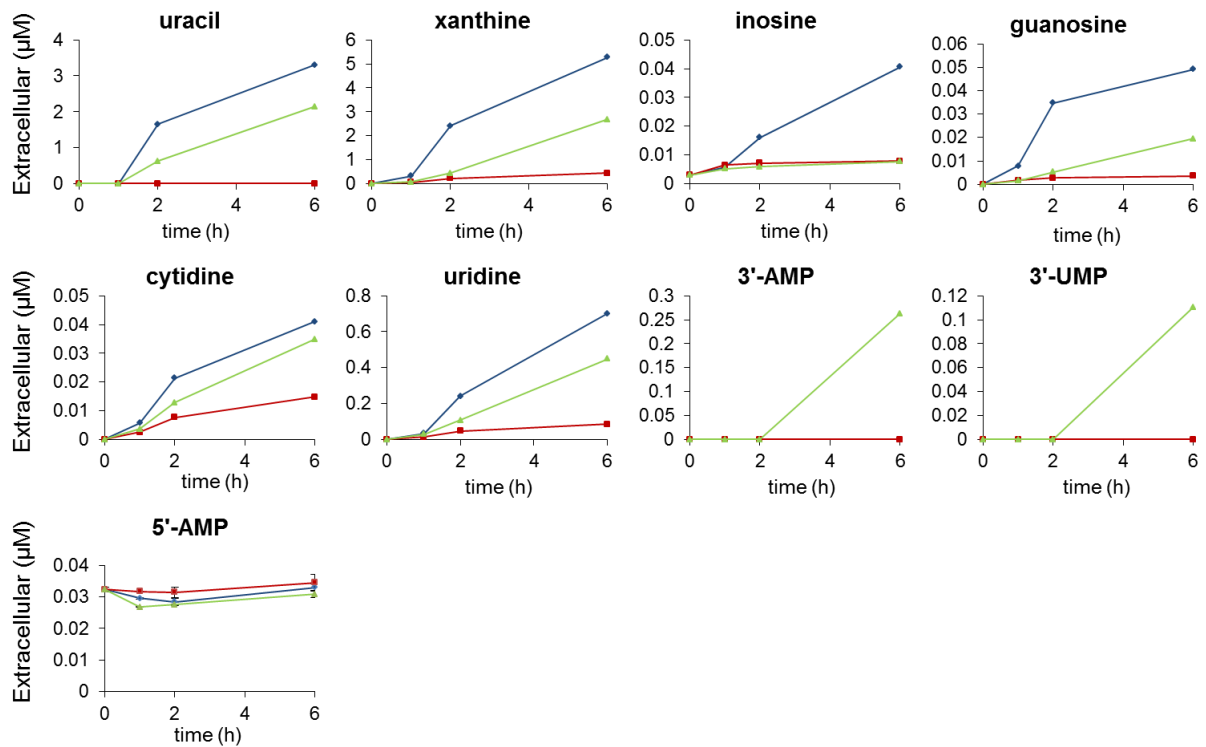 uracil
Extracellular (µM)
4
3
2
1
0
0 2 4 6
time (h)
xanthine
6
5
4
3
2
1
0
0 2 4 6
time (h)
inosine
0.05
0.04
0.03
0.02
0.01
0
0 2 4 6
time (h)
guanosine
0.06
0.05
0.04
0.03
0.02
0.01
0
0 2 4 6
time (h)
cytidine
Extracellular (µM)
0.05
0.04
0.03
0.02
0.01
0
0 2 4 6
time (h)
uridine
0.8
0.6
0.4
0.2
0
0 2 4 6
time (h)
3'-AMP
0.3
0.25
0.2
0.15
0.1
0.05
0
0 2 4 6
time (h)
3'-UMP
0.12
0.1
0.08
0.06
0.04
0.02
0
0 2 4 6
time (h)
5'-AMP
Extracellular (µM)
0.04
0.03
0.02
0.01
0
0 2 4 6
time (h)